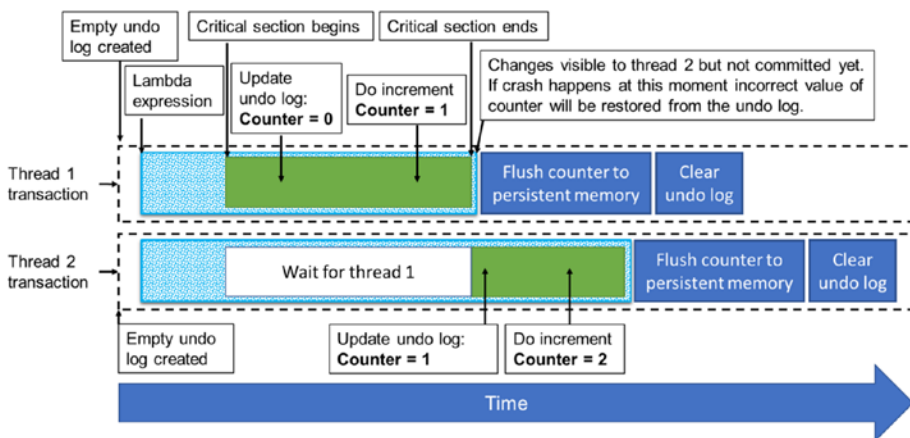 Empty undo
log created
Critical section begins
Critical section ends
Changes visible to thread 2 but not committed yet.
If crash happens at this moment incorrect value of
counter will be restored from the undo log.
Lambda
expression
Update
undo log:
Counter = 0
Do increment
Counter = 1
Thread 1
transaction
Flush counter to
persistent memory
Clear
undo log
Thread 2
transaction
Wait for thread 1
Flush counter to
persistent memory
Clear
undo log
Empty undo
log created
Update undo log:
Counter = 1
Do increment
Counter = 2
Time